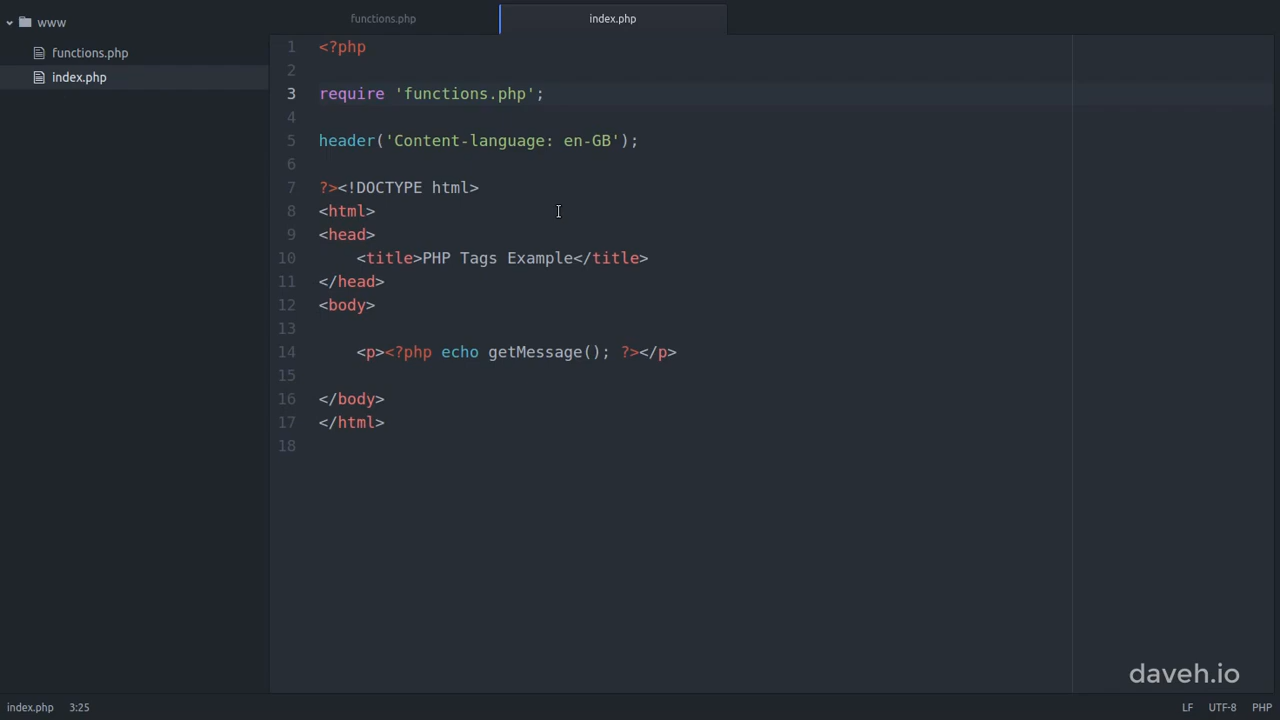 www
functions.php
index.php
functions.php
index.php
1 <?php
2
3 require 'functions.php';
4
5 header('Content-language: en-GB');
6
7 ?><!DOCTYPE html>
8 <html>
9 <head>
10     <title>PHP Tags Example</title>
11 </head>
12 <body>
13
14     <p><?php echo getMessage(); ?></p>
15
16 </body>
17 </html>
18
daveh.io
index.php 3:25 LF UTF-8 PHP